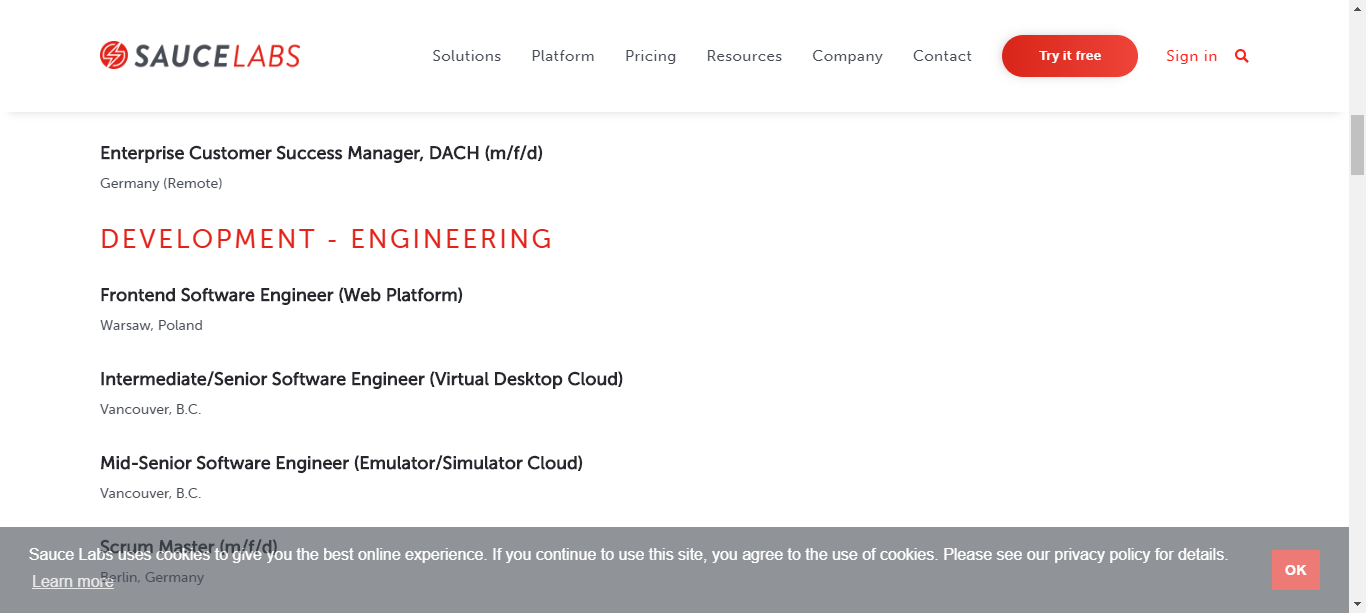 SAUCE LABS Solutions Platform Pricing Resources Company Contact Try it free Sign in
Enterprise Customer Success Manager, DACH (m/f/d)
Germany (Remote)
DEVELOPMENT - ENGINEERING
Frontend Software Engineer (Web Platform)
Warsaw, Poland
Intermediate/Senior Software Engineer (Virtual Desktop Cloud)
Vancouver, B.C.
Mid-Senior Software Engineer (Emulator/Simulator Cloud)
Vancouver, B.C.
Scrum Master (m/f/d)
Berlin, Germany
Sauce Labs uses cookies to give you the best online experience. If you continue to use this site, you agree to the use of cookies. Please see our privacy policy for details.
Learn more
OK